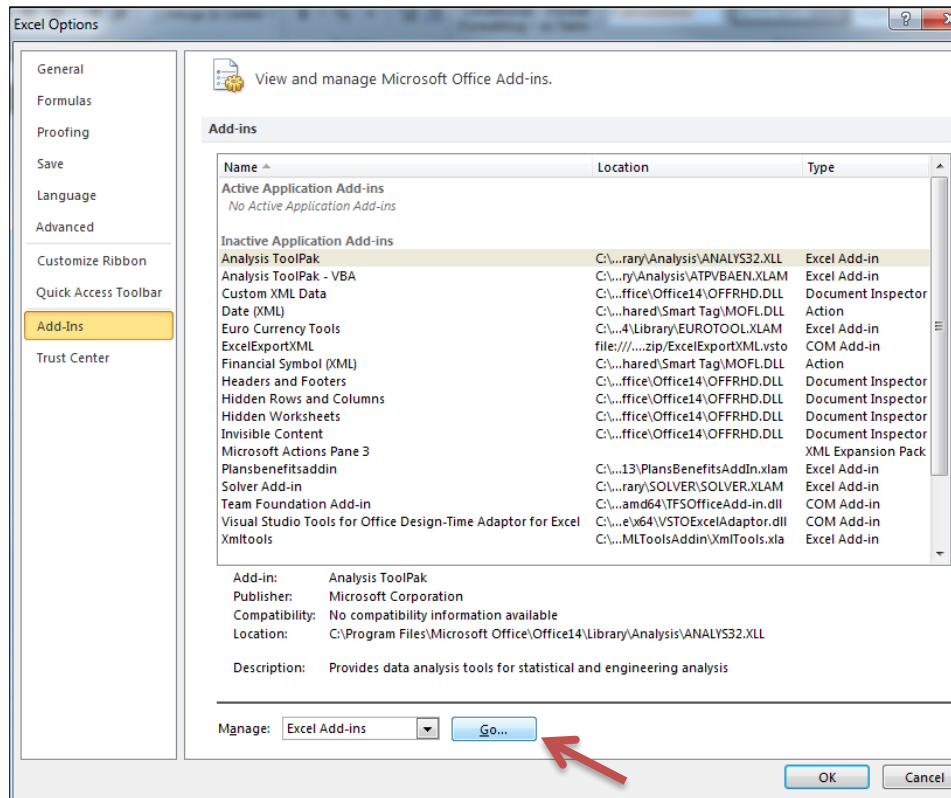 Excel Options
General
Formulas
Proofing
Save
Language
Advanced
Customize Ribbon
Quick Access Toolbar
Add-Ins
Trust Center
View and manage Microsoft Office Add-ins.
Add-ins
Name Location Type
Active Application Add-ins
No Active Application Add-ins
Inactive Application Add-ins
Analysis ToolPak C:\...rary\Analysis\ANALYS32.XLL Excel Add-in
Analysis ToolPak - VBA C:\...ry\Analysis\ATPVBAEN.XLAM Excel Add-in
Custom XML Data C:\...ffice\Office14\OFFRHD.DLL Document Inspector
Date (XML) C:\...hared\Smart Tag\MOFL.DLL Action
Euro Currency Tools C:\...4\Library\EUROTOOL.XLAM Excel Add-in
ExcelExportXML file:///....zip/ExcelExportXML.vsto COM Add-in
Financial Symbol (XML) C:\...hared\Smart Tag\MOFL.DLL Action
Headers and Footers C:\...ffice\Office14\OFFRHD.DLL Document Inspector
Hidden Rows and Columns C:\...ffice\Office14\OFFRHD.DLL Document Inspector
Hidden Worksheets C:\...ffice\Office14\OFFRHD.DLL Document Inspector
Invisible Content C:\...ffice\Office14\OFFRHD.DLL Document Inspector
Microsoft Actions Pane 3 XML Expansion Pack
Plansbenefitsaddin C:\...13\PlansBenefitsAddIn.xlam Excel Add-in
Solver Add-in C:\...rary\SOLVER\SOLVER.XLAM Excel Add-in
Team Foundation Add-in C:\...amd64\TFSOfficeAdd-in.dll COM Add-in
Visual Studio Tools for Office Design-Time Adaptor for Excel C:\...e\x64\VSTOExcelAdaptor.dll COM Add-in
Xmltools C:\...MLToolsAddin\XmlTools.xla Excel Add-in
Add-in: Analysis ToolPak
Publisher: Microsoft Corporation
Compatibility: No compatibility information available
Location: C:\Program Files\Microsoft Office\Office14\Library\Analysis\ANALYS32.XLL
Description: Provides data analysis tools for statistical and engineering analysis
Manage: Excel Add-ins Go...
OK Cancel